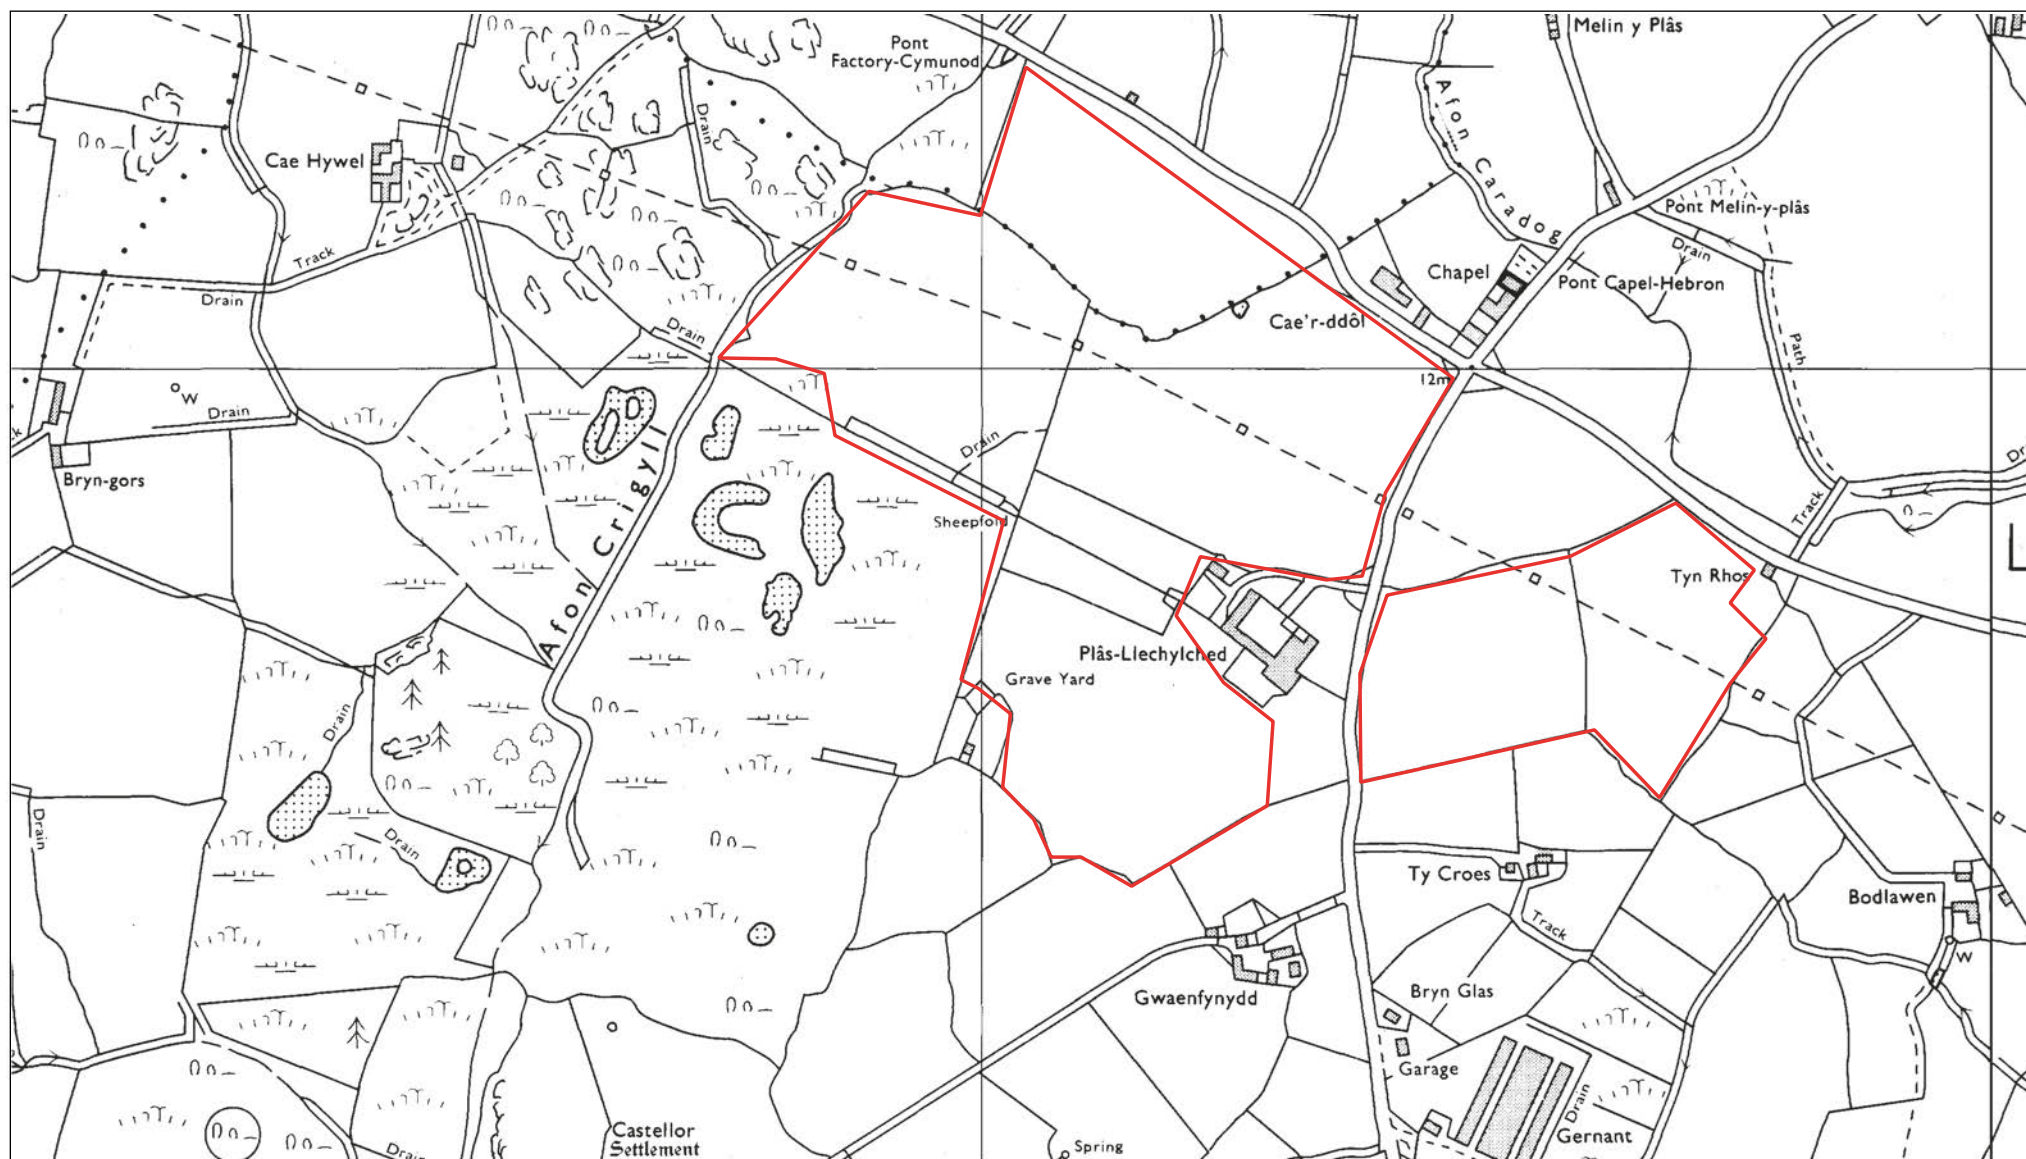 Melin y Plâs
Pont
Factory-Cymunod
Afon Caradog
Drain
Cae Hywel
Pont Melin-y-plâs
Drain
Track
Chapel
Pont Capel-Hebron
Drain
Cae'r-ddôl
Drain
Path
12m
W
Drain
Drain
Bryn-gors
Afon Crigyll
Track
Sheepfold
Tyn Rhos
L
Plâs-Llechylched
Grave Yard
Drain
Drain
Drain
Ty Croes
Bodlawen
Track
W
Gwaenfynydd
Bryn Glas
Garage
Drain
Castellor
Settlement
Spring
Gernant
Drain